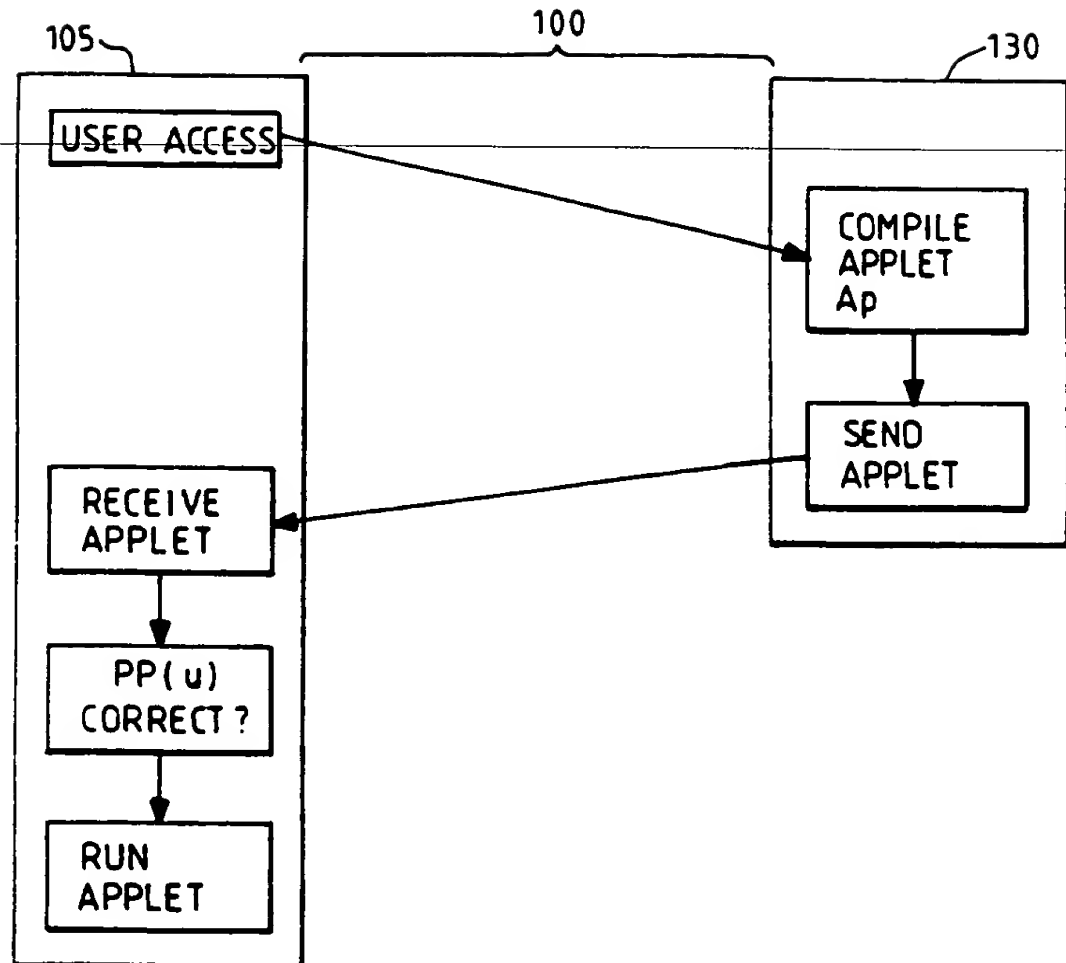 105
100
130
USER ACCESS
COMPILE
APPLET
Ap
SEND
APPLET
RECEIVE
APPLET
PP(u)
CORRECT?
RUN
APPLET